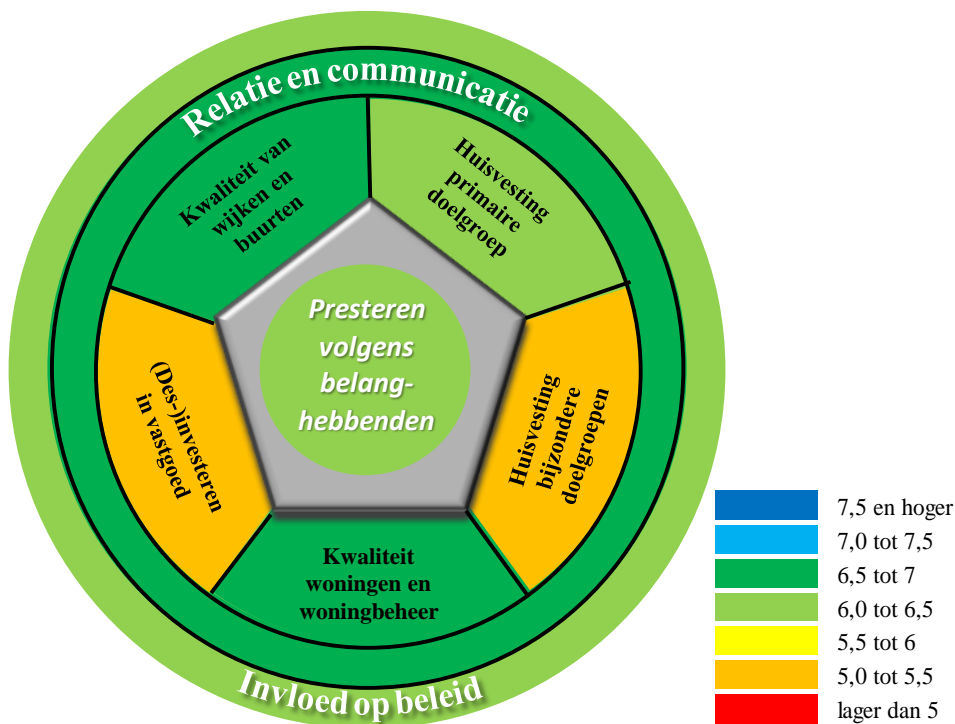 Relatie en communicatie
Kwaliteit van
wijken en
buurten
Huisvesting
primaire
doelgroep
(Des-)investeren
in vastgoed
Presteren
volgens
belang-
hebbenden
Huisvesting
bijzondere
doelgroepen
Kwaliteit
woningen en
woningbeheer
Invloed op beleid
7,5 en hoger
7,0 tot 7,5
6,5 tot 7
6,0 tot 6,5
5,5 tot 6
5,0 tot 5,5
lager dan 5